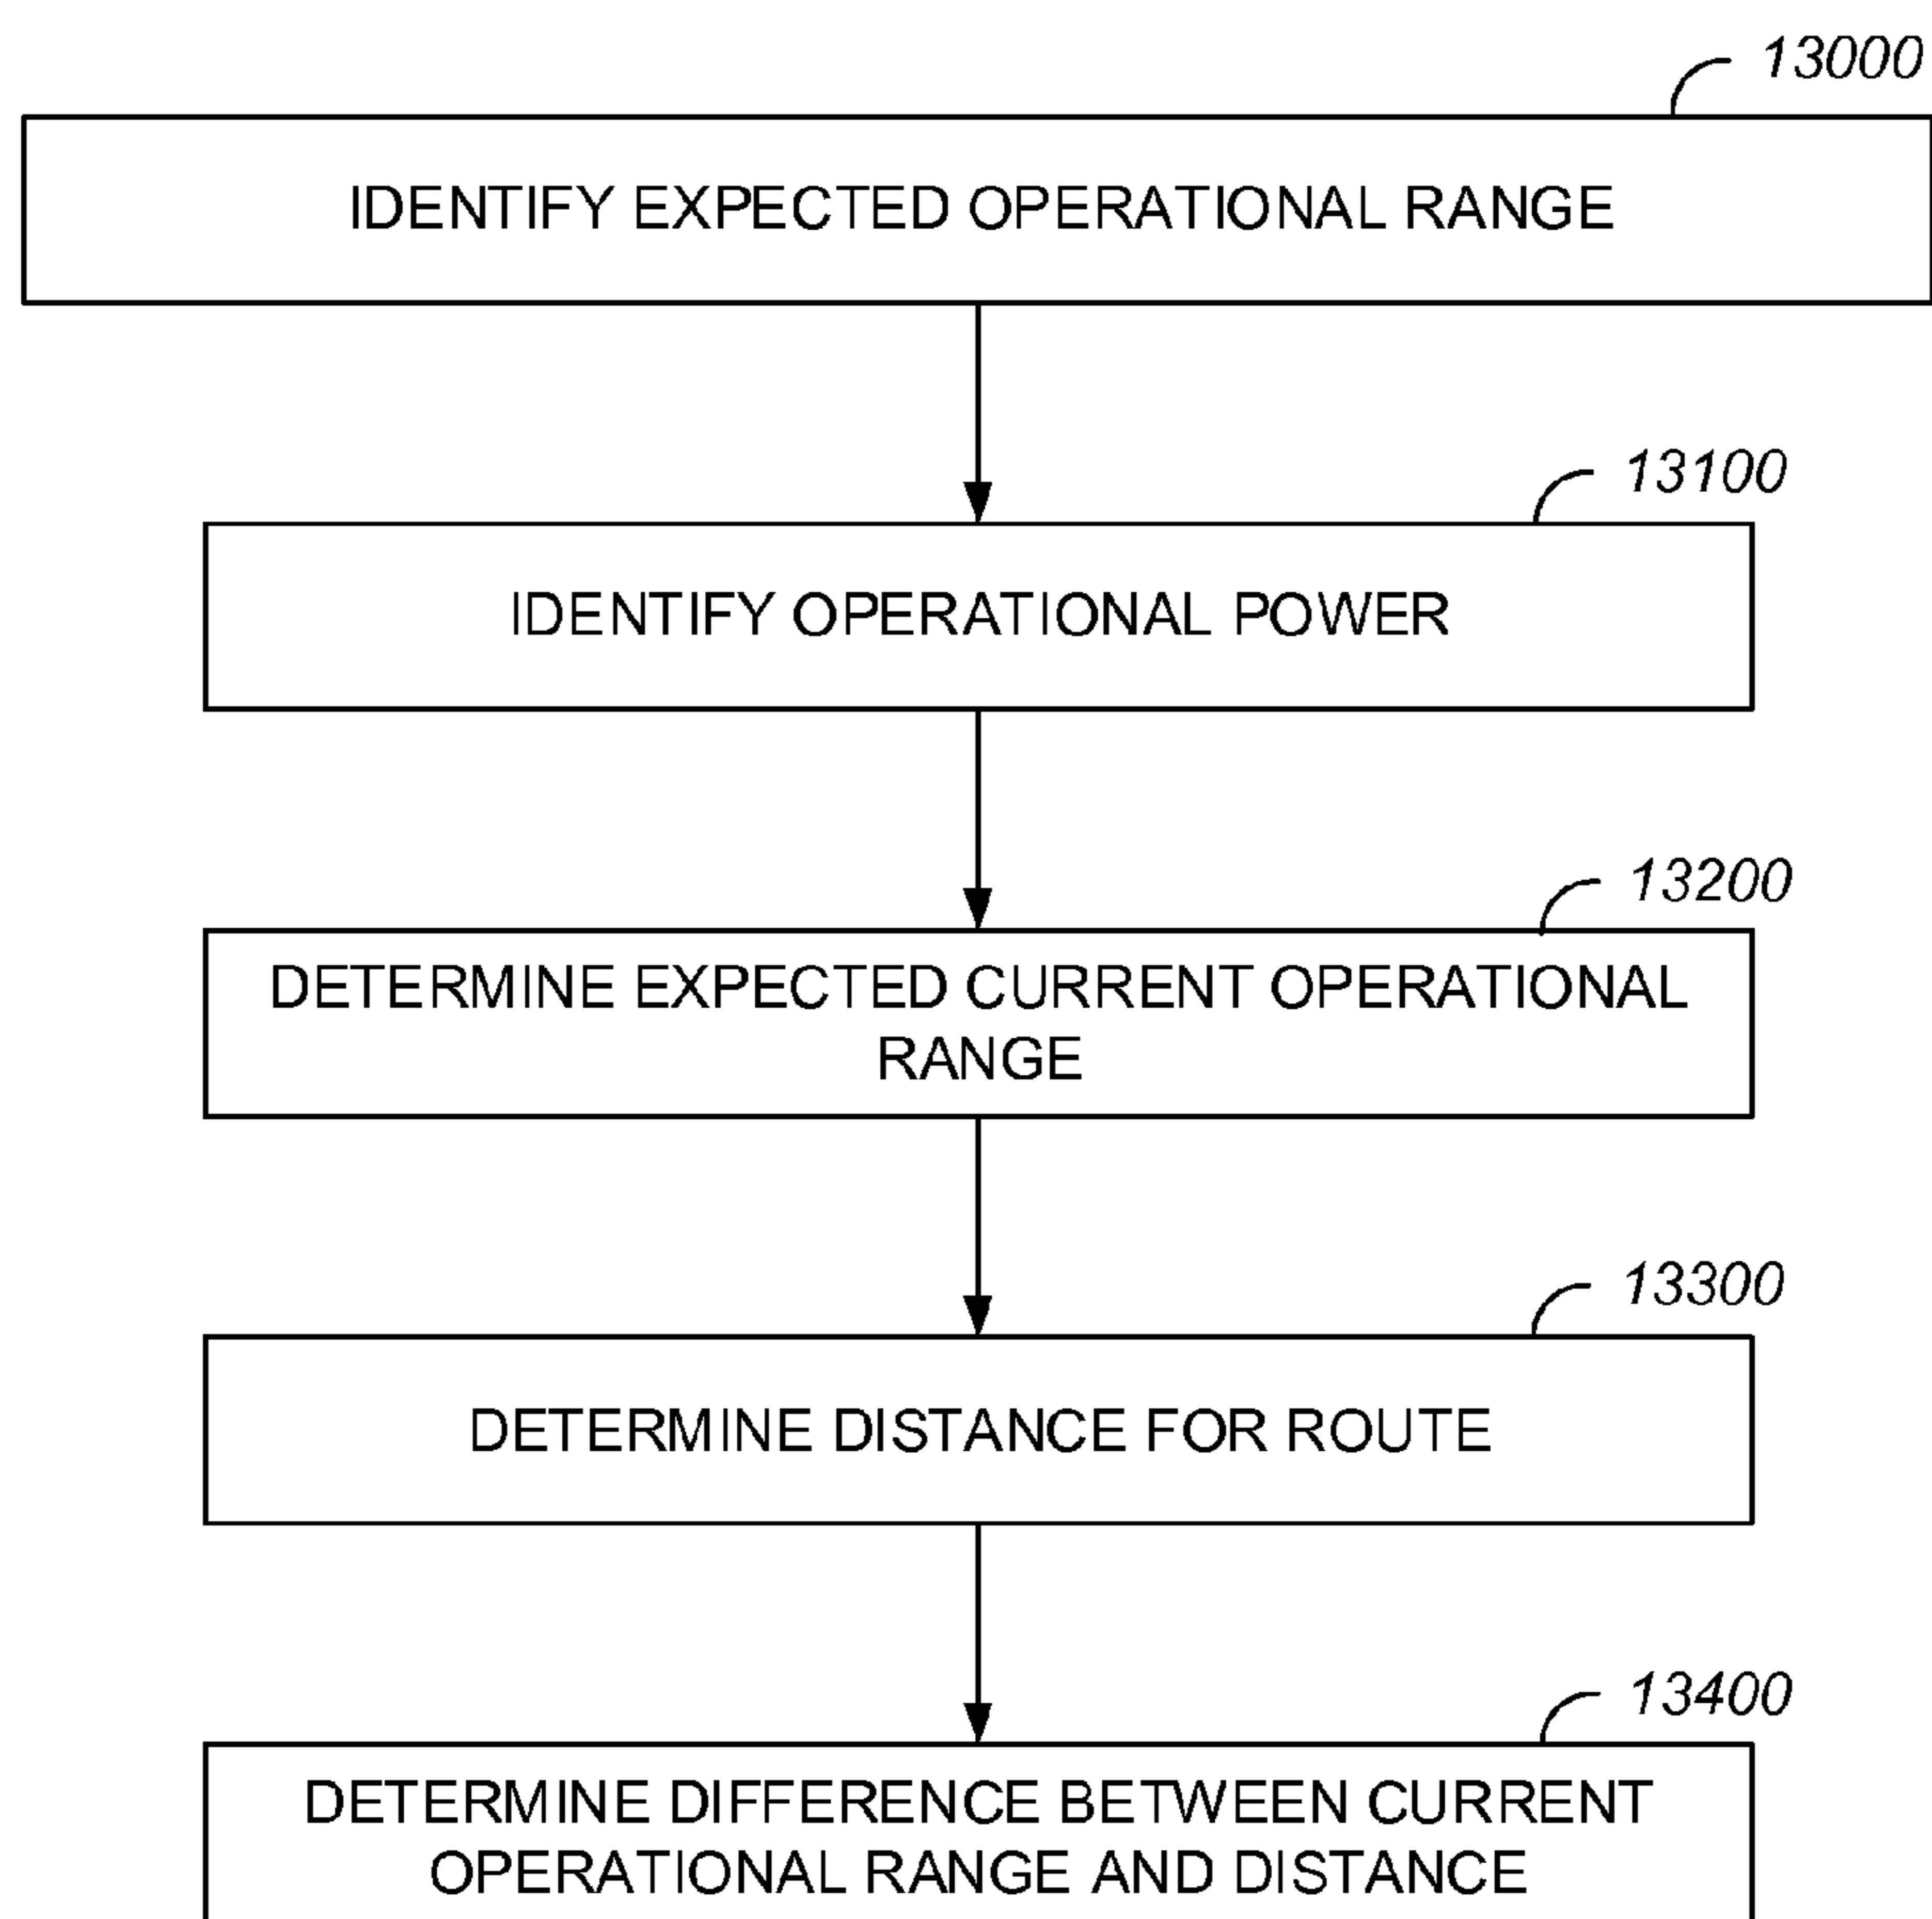 13000
IDENTIFY EXPECTED OPERATIONAL RANGE
13100
IDENTIFY OPERATIONAL POWER
13200
DETERMINE EXPECTED CURRENT OPERATIONAL
RANGE
13300
DETERMINE DISTANCE FOR ROUTE
13400
DETERMINE DIFFERENCE BETWEEN CURRENT
OPERATIONAL RANGE AND DISTANCE